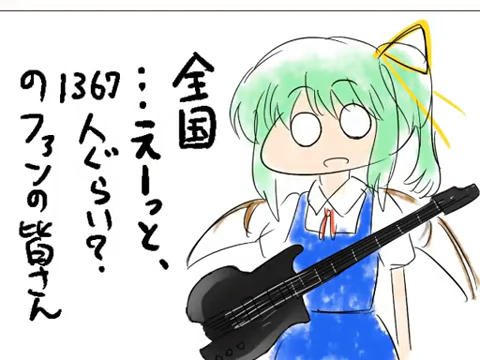 全国
…えーっと、
1367人ぐらい?
のファンの皆さん